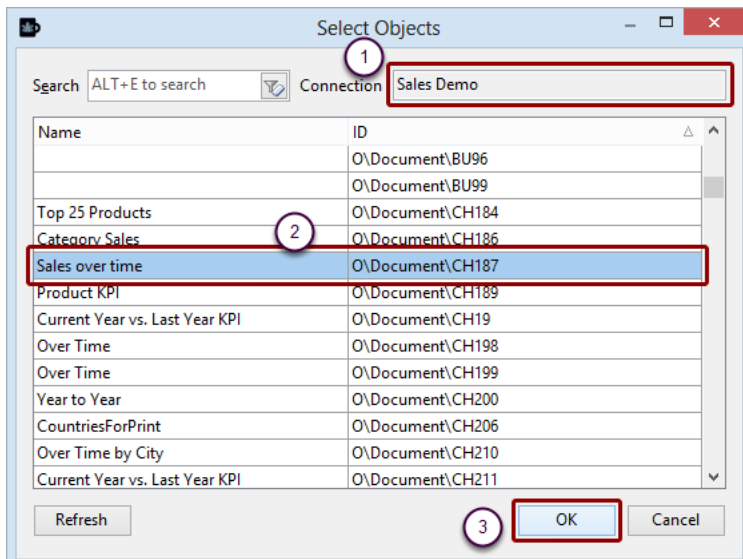 Select Objects
1
Search ALT+E to search Connection Sales Demo
Name ID
O\Document\BU96
O\Document\BU99
Top 25 Products O\Document\CH184
2
Category Sales O\Document\CH186
Sales over time O\Document\CH187
Product KPI O\Document\CH189
Current Year vs. Last Year KPI O\Document\CH19
Over Time O\Document\CH198
Over Time O\Document\CH199
Year to Year O\Document\CH200
CountriesForPrint O\Document\CH206
Over Time by City O\Document\CH210
Current Year vs. Last Year KPI O\Document\CH211
Refresh 3 OK Cancel